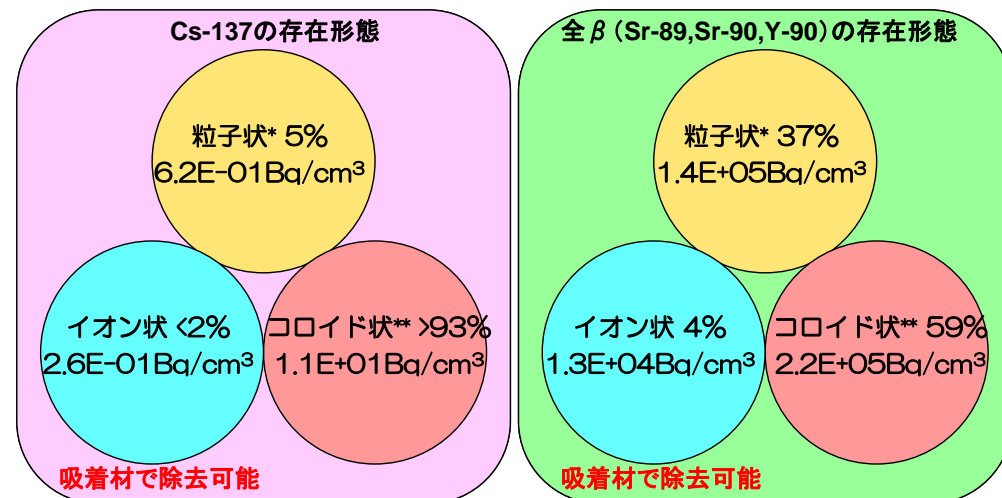 Cs-137の存在形態
粒子状* 5%
6.2E-01Bq/cm³
イオン状 <2%
2.6E-01Bq/cm³
コロイド状** >93%
1.1E+01Bq/cm³
吸着材で除去可能
全β（Sr-89,Sr-90,Y-90）の存在形態
粒子状* 37%
1.4E+05Bq/cm³
イオン状 4%
1.3E+04Bq/cm³
コロイド状** 59%
2.2E+05Bq/cm³
吸着材で除去可能